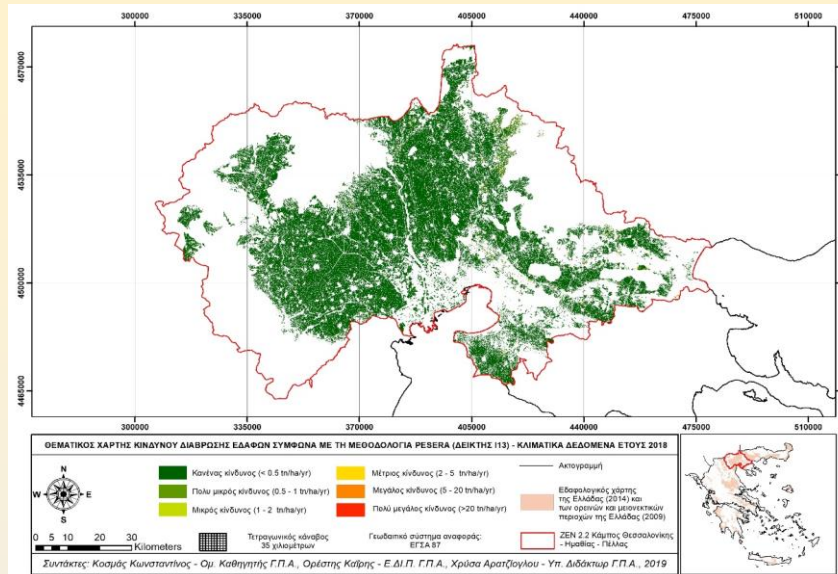 300000 335000 370000 405000 440000 475000 510000
4570000
4535000
4500000
4465000
300000 335000 370000 405000 440000 475000 510000
ΘΕΜΑΤΙΚΟΣ ΧΑΡΤΗΣ ΚΙΝΔΥΝΟΥ ΔΙΑΒΡΩΣΗΣ ΕΔΑΦΩΝ ΣΥΜΦΩΝΑ ΜΕ ΤΗ ΜΕΘΟΔΟΛΟΓΙΑ PESERA (ΔΕΙΚΤΗΣ I13) - ΚΛΙΜΑΤΙΚΑ ΔΕΔΟΜΕΝΑ ΕΤΟΥΣ 2018
N
W E
S
0 5 10 20 30
Kilometers
Κανένας κίνδυνος (< 0.5 tn/ha/yr)
Πολυ μικρός κίνδυνος (0.5 - 1 tn/ha/yr)
Μικρός κίνδυνος (1 - 2 tn/ha/yr)
Μέτριος κίνδυνος (2 - 5 tn/ha/yr)
Μεγάλος κίνδυνος (5 - 20 tn/ha/yr)
Πολύ μεγάλος κίνδυνος (>20 tn/ha/yr)
Ακτογραμμή
Εδαφολογικός χάρτης
της Ελλάδας (2014) και
των ορεινών και μειονεκτικών
περιοχής της Ελλάδας (2009)
Τετραγωνικός κάναβος
35 χιλιομέτρων
Γεωδαιτικό σύστημα αναφοράς:
ΕΓΣΑ 87
ΖΕΝ 2.2 Κάμπος Θεσσαλονίκης
- Ημαθίας - Πέλλας
Συντάκτες: Κοσμάς Κωνσταντίνος - Ομ. Καθηγητής Γ.Π.Α., Ορέστης Καΐρης - Ε.ΔΙ.Π. Γ.Π.Α., Χρύσα Αρατζίογλου - Υπ. Διδάκτωρ Γ.Π.Α., 2019